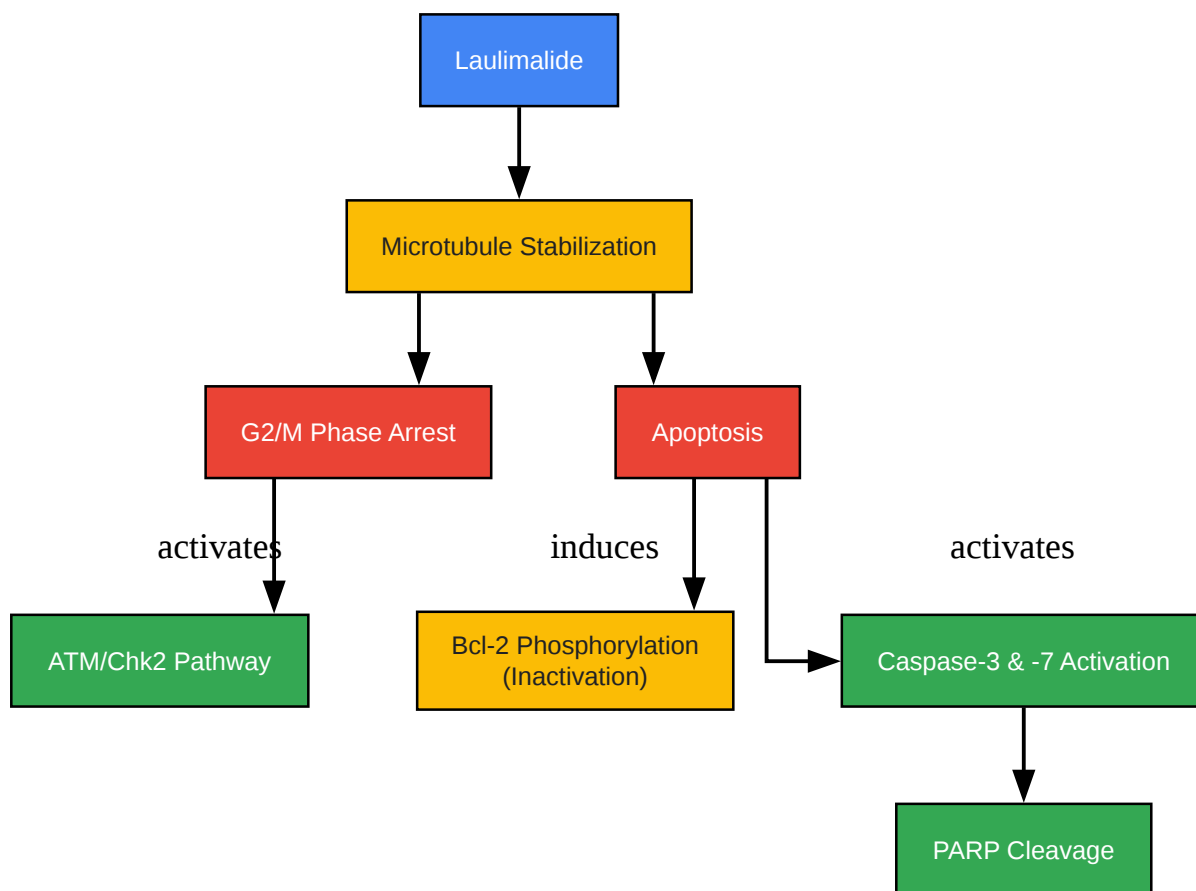 Laulimalide
Microtubule Stabilization
G2/M Phase Arrest
Apoptosis
activates
induces
activates
ATM/Chk2 Pathway
Bcl-2 Phosphorylation
(Inactivation)
Caspase-3 & -7 Activation
PARP Cleavage